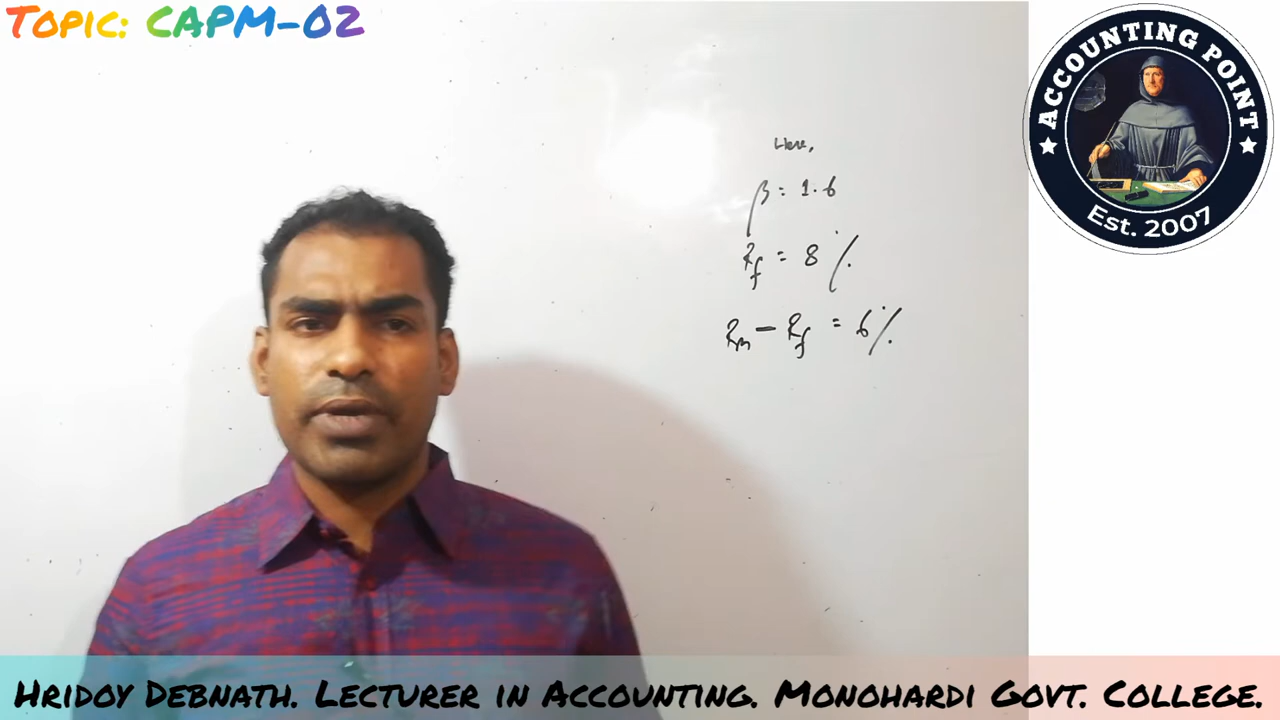 Topic: CAPM-02
ACCOUNTING POINT
Est. 2007
Here,
β = 1.6
Rf = 8%
Rm - Rf = 6%
Hridoy Debnath. Lecturer in Accounting. Monohardi Govt. College.